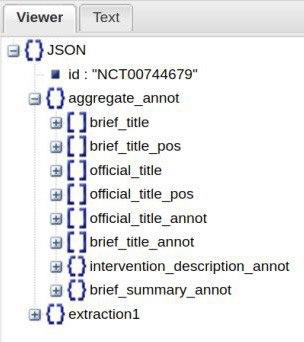 Viewer Text
JSON
id : "NCT00744679"
aggregate_annot
brief_title
brief_title_pos
official_title
official_title_pos
official_title_annot
brief_title_annot
intervention_description_annot
brief_summary_annot
extraction1